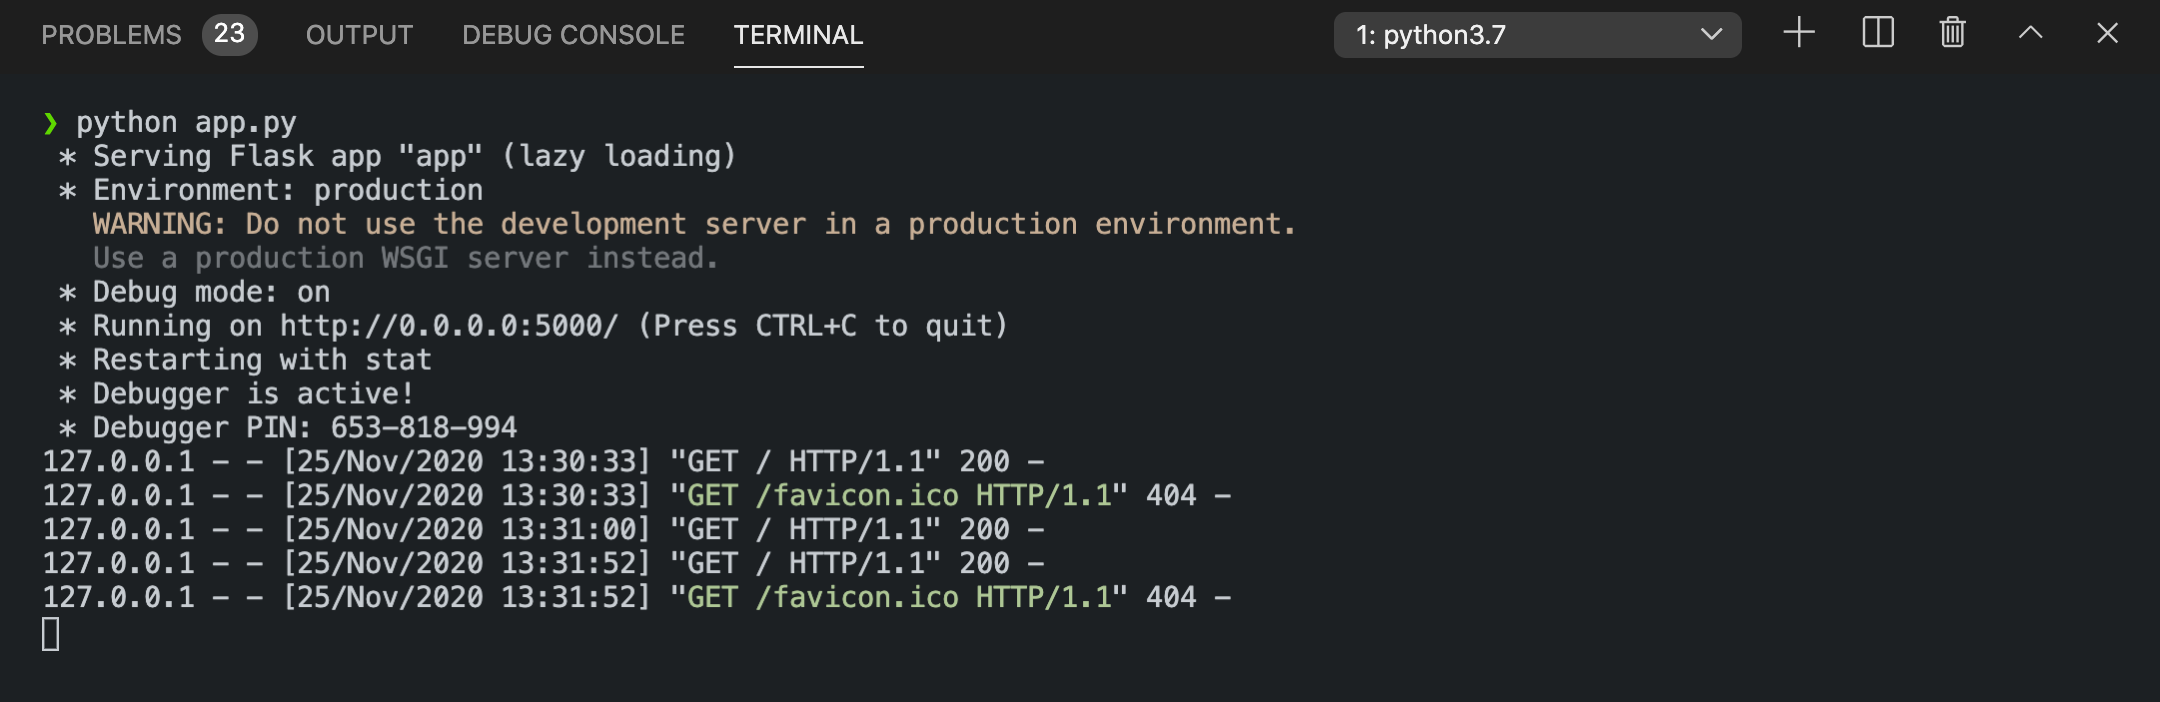 PROBLEMS 23 OUTPUT DEBUG CONSOLE TERMINAL 1: python3.7
❯ python app.py
 * Serving Flask app "app" (lazy loading)
 * Environment: production
   WARNING: Do not use the development server in a production environment.
   Use a production WSGI server instead.
 * Debug mode: on
 * Running on http://0.0.0.0:5000/ (Press CTRL+C to quit)
 * Restarting with stat
 * Debugger is active!
 * Debugger PIN: 653-818-994
127.0.0.1 - - [25/Nov/2020 13:30:33] "GET / HTTP/1.1" 200 -
127.0.0.1 - - [25/Nov/2020 13:30:33] "GET /favicon.ico HTTP/1.1" 404 -
127.0.0.1 - - [25/Nov/2020 13:31:00] "GET / HTTP/1.1" 200 -
127.0.0.1 - - [25/Nov/2020 13:31:52] "GET / HTTP/1.1" 200 -
127.0.0.1 - - [25/Nov/2020 13:31:52] "GET /favicon.ico HTTP/1.1" 404 -